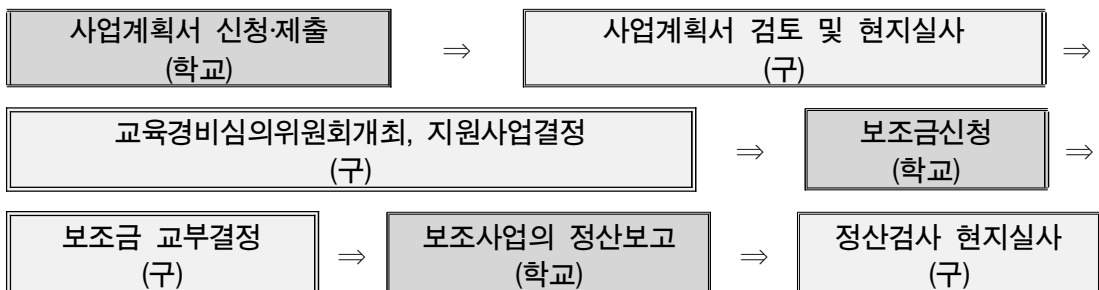 사업계획서 신청·제출
(학교)
⇒
사업계획서 검토 및 현지실사
(구)
⇒
교육경비심의위원회개최, 지원사업결정
(구)
⇒
보조금신청
(학교)
⇒
보조금 교부결정
(구)
⇒
보조사업의 정산보고
(학교)
⇒
정산검사 현지실사
(구)